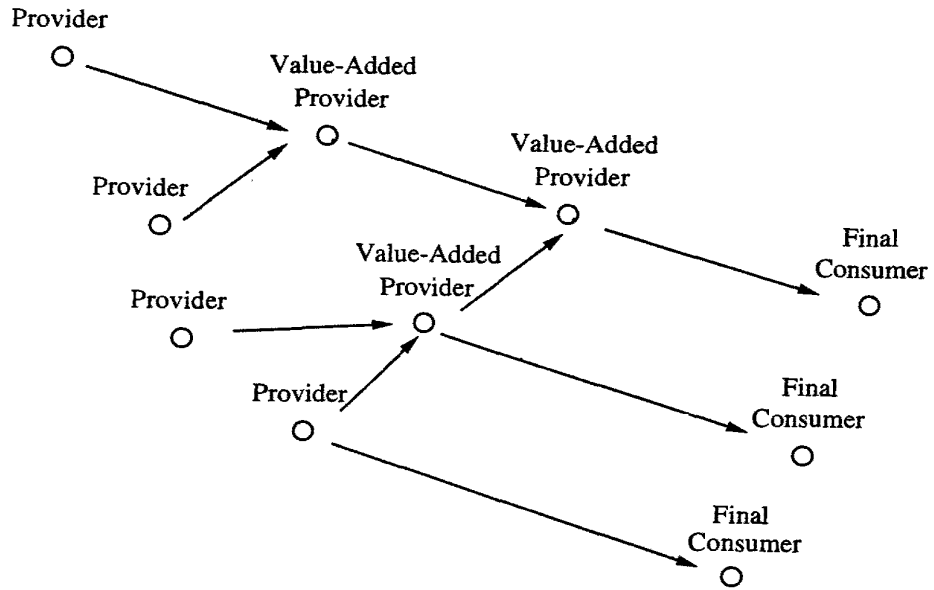 Provider
Value-Added
Provider
Value-Added
Provider
Provider
Final
Consumer
Value-Added
Provider
Provider
Provider
Final
Consumer
Final
Consumer